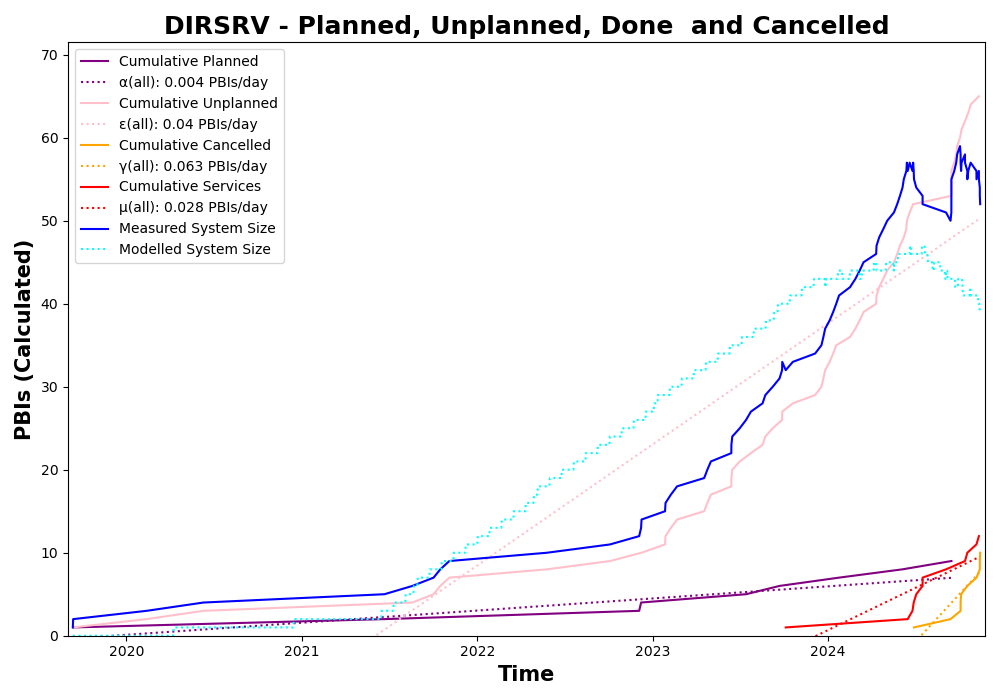 DIRSRV - Planned, Unplanned, Done  and Cancelled
PBIs (Calculated)
70
60
50
40
30
20
10
0
Cumulative Planned
α(all): 0.004 PBIs/day
Cumulative Unplanned
ε(all): 0.04 PBIs/day
Cumulative Cancelled
γ(all): 0.063 PBIs/day
Cumulative Services
μ(all): 0.028 PBIs/day
Measured System Size
Modelled System Size
2020
2021
2022
2023
2024
Time